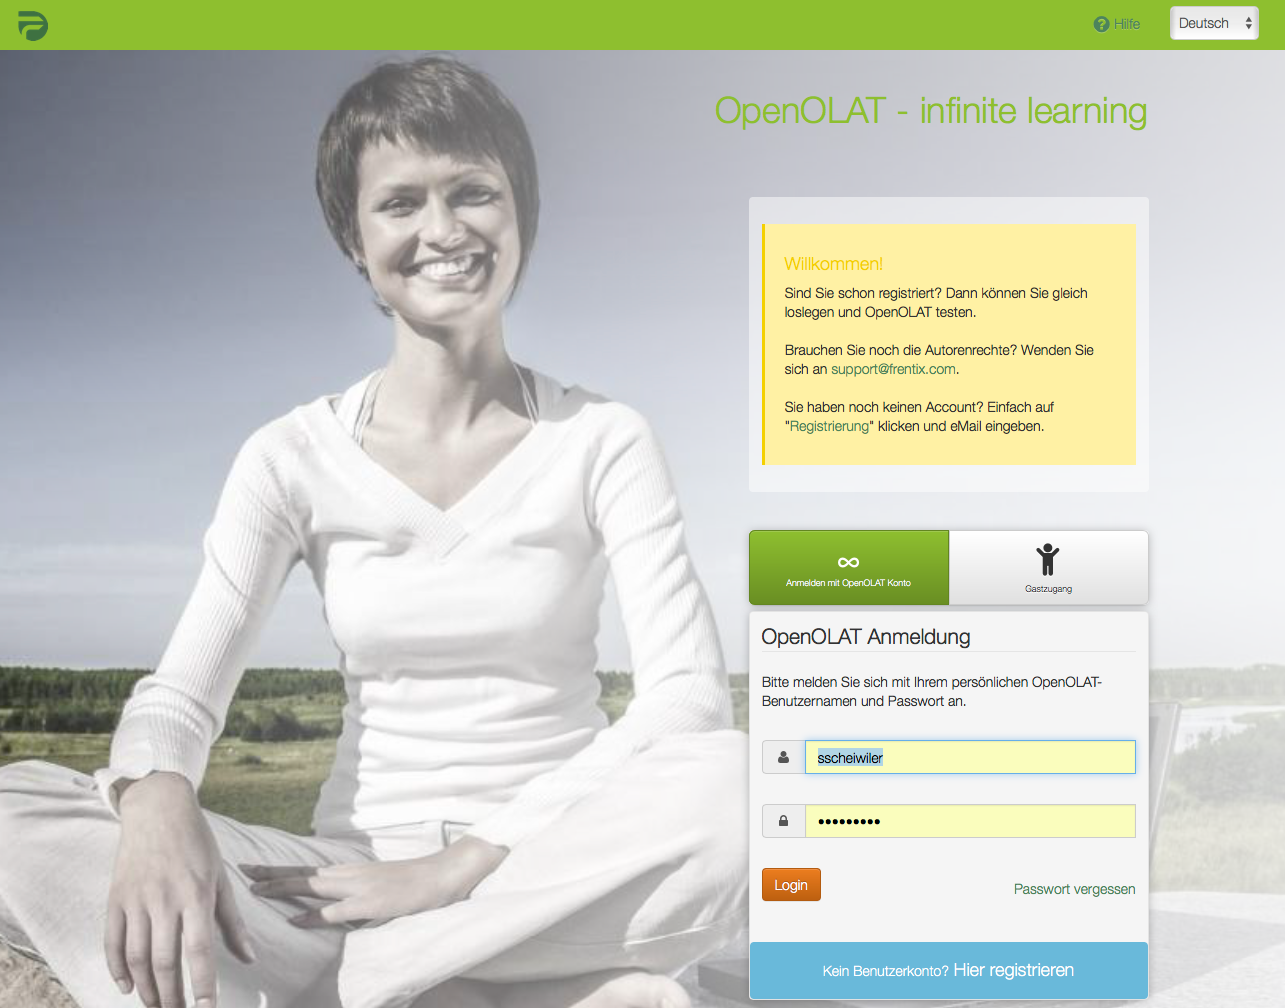 Hilfe
Deutsch
OpenOLAT - infinite learning
Willkommen!
Sind Sie schon registriert? Dann können Sie gleich
loslegen und OpenOLAT testen.
Brauchen Sie noch die Autorenrechte? Wenden Sie
sich an support@frentix.com.
Sie haben noch keinen Account? Einfach auf
"Registrierung" klicken und eMail eingeben.
Anmelden mit OpenOLAT Konto
Gastzugang
OpenOLAT Anmeldung
Bitte melden Sie sich mit Ihrem persönlichen OpenOLAT-
Benutzernamen und Passwort an.
sscheiwiler
•••••••••
Login
Passwort vergessen
Kein Benutzerkonto? Hier registrieren